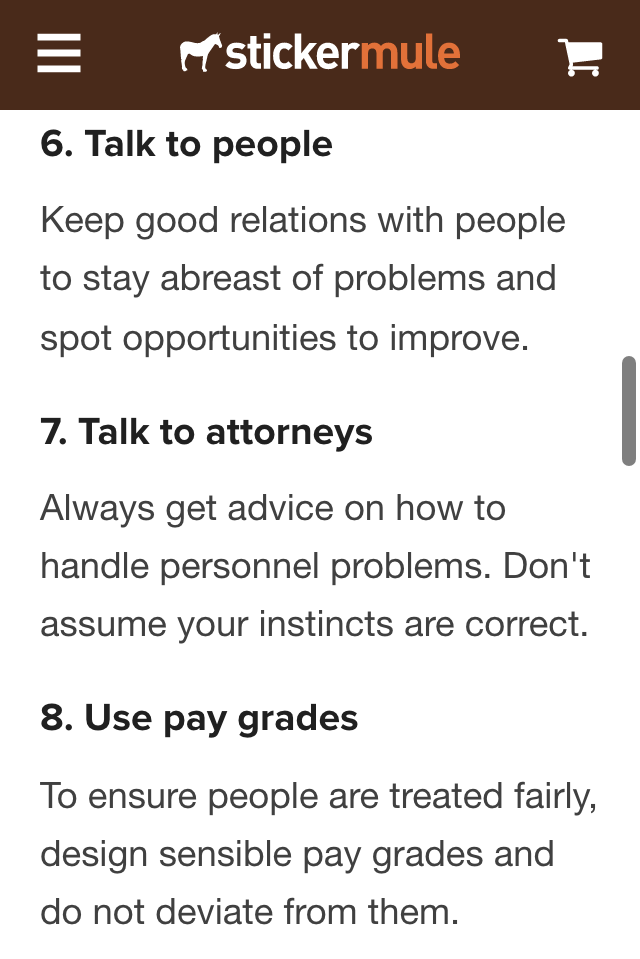 stickermule
6. Talk to people
Keep good relations with people
to stay abreast of problems and
spot opportunities to improve.
7. Talk to attorneys
Always get advice on how to
handle personnel problems. Don't
assume your instincts are correct.
8. Use pay grades
To ensure people are treated fairly,
design sensible pay grades and
do not deviate from them.